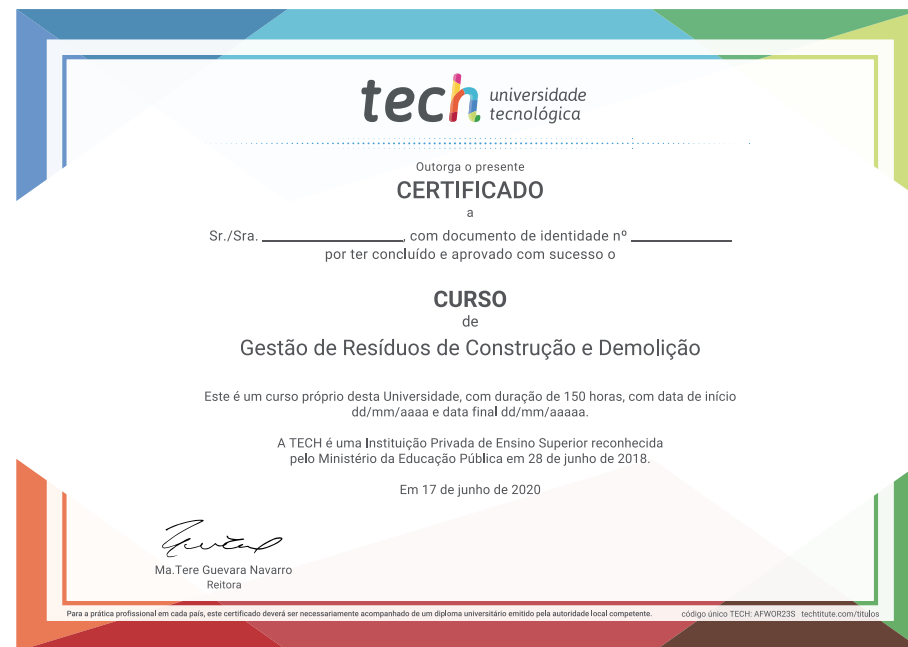 tech universidade
tecnológica
Outorga o presente
CERTIFICADO
a
Sr./Sra. ____________, com documento de identidade nº ____________
por ter concluído e aprovado com sucesso o
CURSO
de
Gestão de Resíduos de Construção e Demolição
Este é um curso próprio desta Universidade, com duração de 150 horas, com data de início
dd/mm/aaaa e data final dd/mm/aaaaa.
A TECH é uma Instituição Privada de Ensino Superior reconhecida
pelo Ministério da Educação Pública em 28 de junho de 2018.
Em 17 de junho de 2020
Ma.Tere Guevara Navarro
Reitora
Para a prática profissional em cada país, este certificado deverá ser necessariamente acompanhado de um diploma universitário emitido pela autoridade local competente. código único TECH: AFWOR23S techtitute.com/titulos